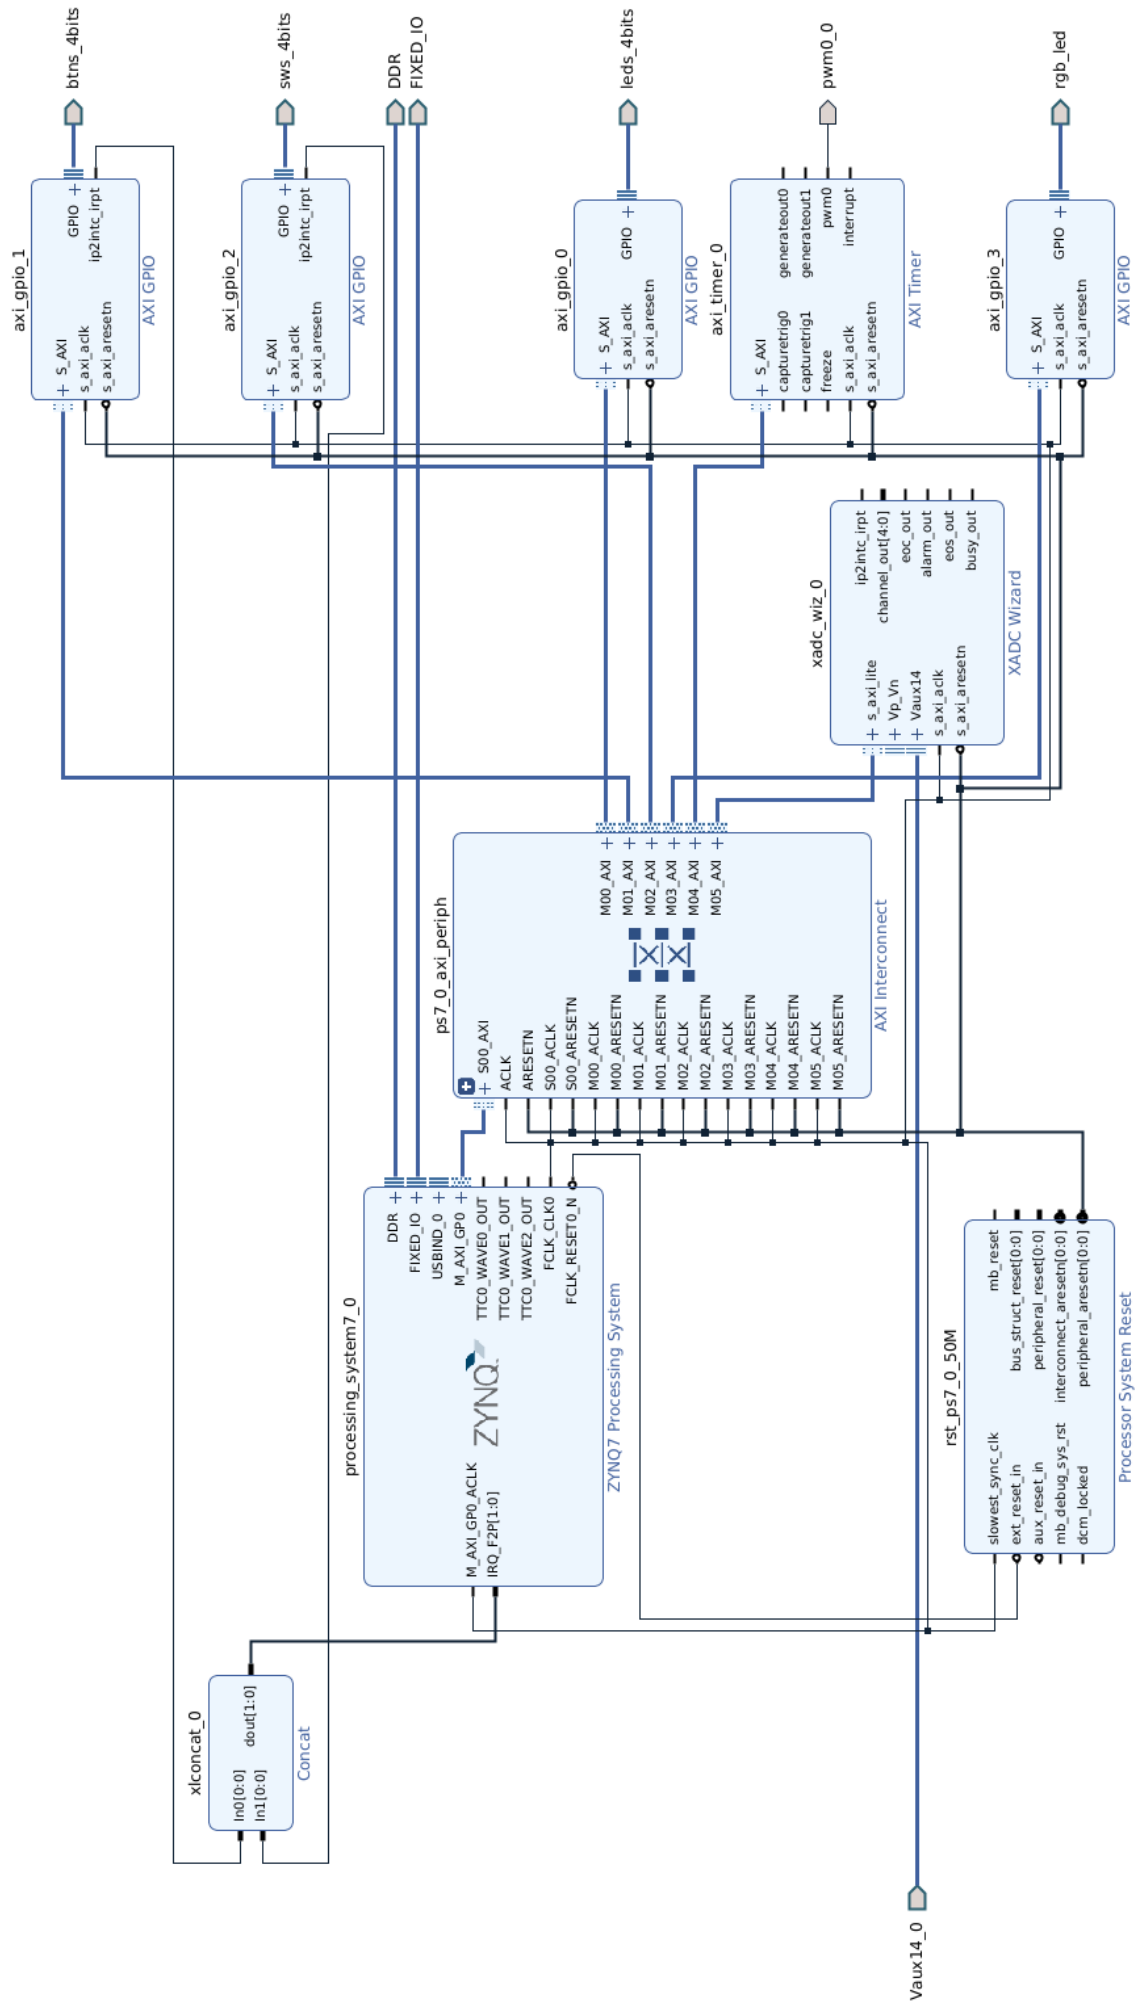 xlconcat_0
In0[0:0]
In1[0:0]
dout[1:0]
Concat
Vaux14_0
processing_system7_0
M_AXI_GP0_ACLK
IRQ_F2P[1:0]
ZYNQ
DDR
FIXED_IO
USBIND_0
M_AXI_GP0
TTC0_WAVE0_OUT
TTC0_WAVE1_OUT
TTC0_WAVE2_OUT
FCLK_CLK0
FCLK_RESET0_N
ZYNQ7 Processing System
rst_ps7_0_50M
slowest_sync_clk
ext_reset_in
aux_reset_in
mb_debug_sys_rst
dcm_locked
mb_reset
bus_struct_reset[0:0]
peripheral_reset[0:0]
interconnect_aresetn[0:0]
peripheral_aresetn[0:0]
Processor System Reset
ps7_0_axi_periph
S00_AXI
ACLK
ARESETN
S00_ACLK
S00_ARESETN
M00_ACLK
M00_ARESETN
M01_ACLK
M01_ARESETN
M02_ACLK
M02_ARESETN
M03_ACLK
M03_ARESETN
M04_ACLK
M04_ARESETN
M05_ACLK
M05_ARESETN
M00_AXI
M01_AXI
M02_AXI
M03_AXI
M04_AXI
M05_AXI
AXI Interconnect
xadc_wiz_0
s_axi_lite
Vp_Vn
Vaux14
s_axi_aclk
s_axi_aresetn
ip2intc_irpt
channel_out[4:0]
eoc_out
alarm_out
eos_out
busy_out
XADC Wizard
axi_gpio_1
S_AXI
s_axi_aclk
s_axi_aresetn
GPIO
ip2intc_irpt
AXI GPIO
btns_4bits
axi_gpio_2
S_AXI
s_axi_aclk
s_axi_aresetn
GPIO
ip2intc_irpt
AXI GPIO
sws_4bits
DDR
FIXED_IO
axi_gpio_0
S_AXI
s_axi_aclk
s_axi_aresetn
GPIO
AXI GPIO
leds_4bits
axi_timer_0
S_AXI
capturetrig0
capturetrig1
freeze
s_axi_aclk
s_axi_aresetn
generateout0
generateout1
pwm0
interrupt
AXI Timer
pwm0_0
axi_gpio_3
S_AXI
s_axi_aclk
s_axi_aresetn
GPIO
AXI GPIO
rgb_led